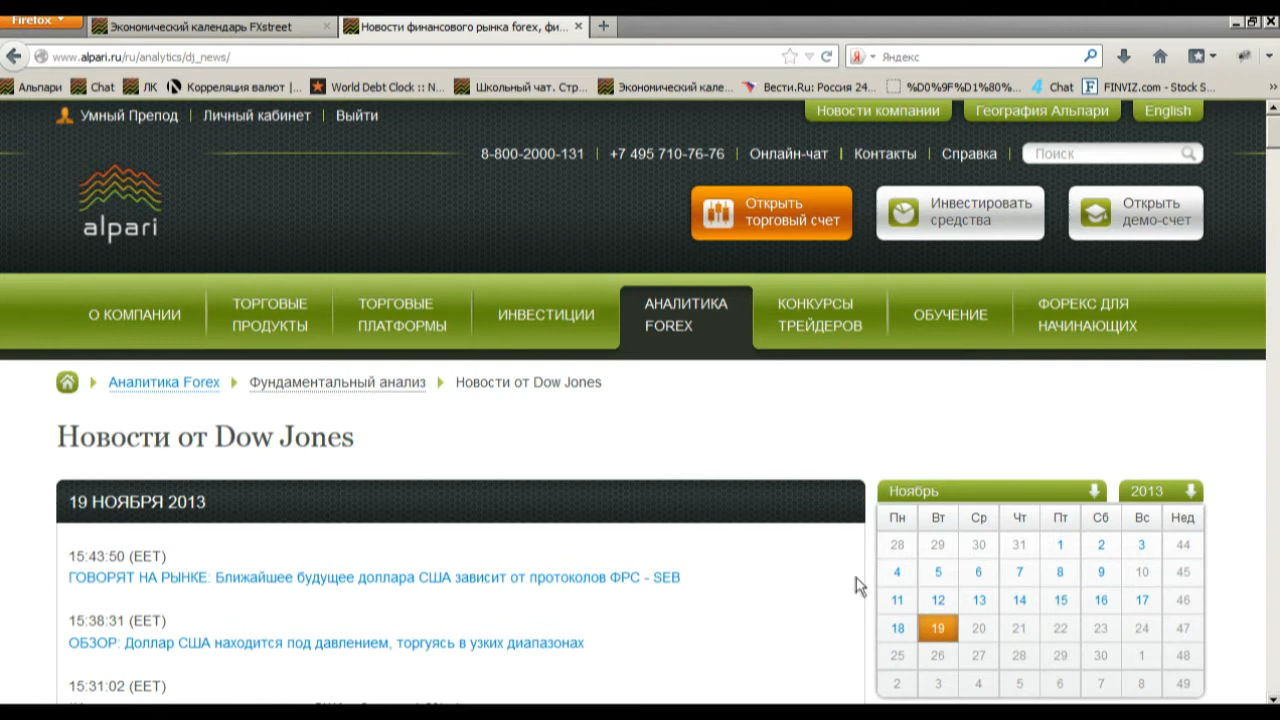 Firefox
Экономический календарь FXstreet
Новости финансового рынка forex, фи...
www.alpari.ru/ru/analytics/dj_news/
Яндекс
Альпари
Chat
ЛК
Корреляция валют |...
World Debt Clock :: N...
Школьный чат. Стр...
Экономический кале...
Вести.Ru: Россия 24...
%D0%9F%D1%80%...
Chat
FINVIZ.com - Stock S...
Умный Препод | Личный кабинет | Выйти
Новости компании
География Альпари
English
8-800-2000-131 | +7 495 710-76-76 | Онлайн-чат | Контакты | Справка |
Поиск
alpari
Открыть
торговый счет
Инвестировать
средства
Открыть
демо-счет
О КОМПАНИИ
ТОРГОВЫЕ
ПРОДУКТЫ
ТОРГОВЫЕ
ПЛАТФОРМЫ
ИНВЕСТИЦИИ
АНАЛИТИКА
FOREX
КОНКУРСЫ
ТРЕЙДЕРОВ
ОБУЧЕНИЕ
ФОРЕКС ДЛЯ
НАЧИНАЮЩИХ
Аналитика Forex
Фундаментальный анализ
Новости от Dow Jones
Новости от Dow Jones
19 НОЯБРЯ 2013
15:43:50 (EET)
ГОВОРЯТ НА РЫНКЕ: Ближайшее будущее доллара США зависит от протоколов ФРС - SEB
15:38:31 (EET)
ОБЗОР: Доллар США находится под давлением, торгуясь в узких диапазонах
15:31:02 (EET)
Ноябрь
2013
Пн Вт Ср Чт Пт Сб Вс Нед
28 29 30 31 1 2 3 44
4 5 6 7 8 9 10 45
11 12 13 14 15 16 17 46
18 19 20 21 22 23 24 47
25 26 27 28 29 30 1 48
2 3 4 5 6 7 8 49